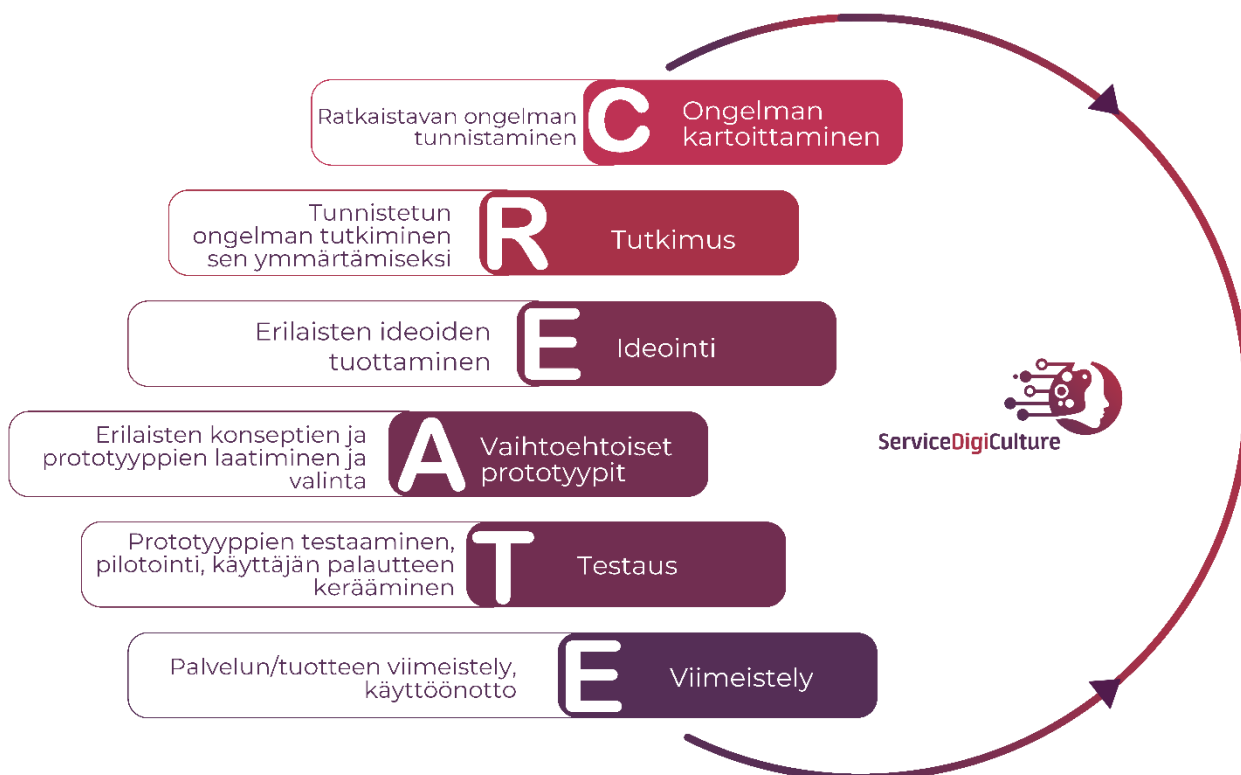 Ratkaistavan ongelman
tunnistaminen
C
Ongelman
kartoittaminen
Tunnistetun
ongelman tutkiminen
sen ymmärtämiseksi
R
Tutkimus
Erilaisten ideoiden
tuottaminen
E
Ideointi
Erilaisten konseptien ja
prototyyppien laatiminen ja
valinta
A
Vaihtoehtoiset
prototyypit
ServiceDigiCulture
Prototyyppien testaaminen,
pilotointi, käyttäjän palautteen
kerääminen
T
Testaus
Palvelun/tuotteen viimeistely,
käyttöönotto
E
Viimeistely